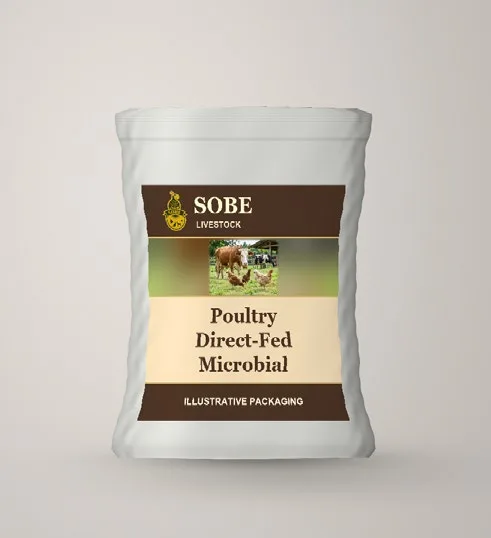 SOBE
LIVESTOCK
Poultry
Direct-Fed
Microbial
ILLUSTRATIVE PACKAGING